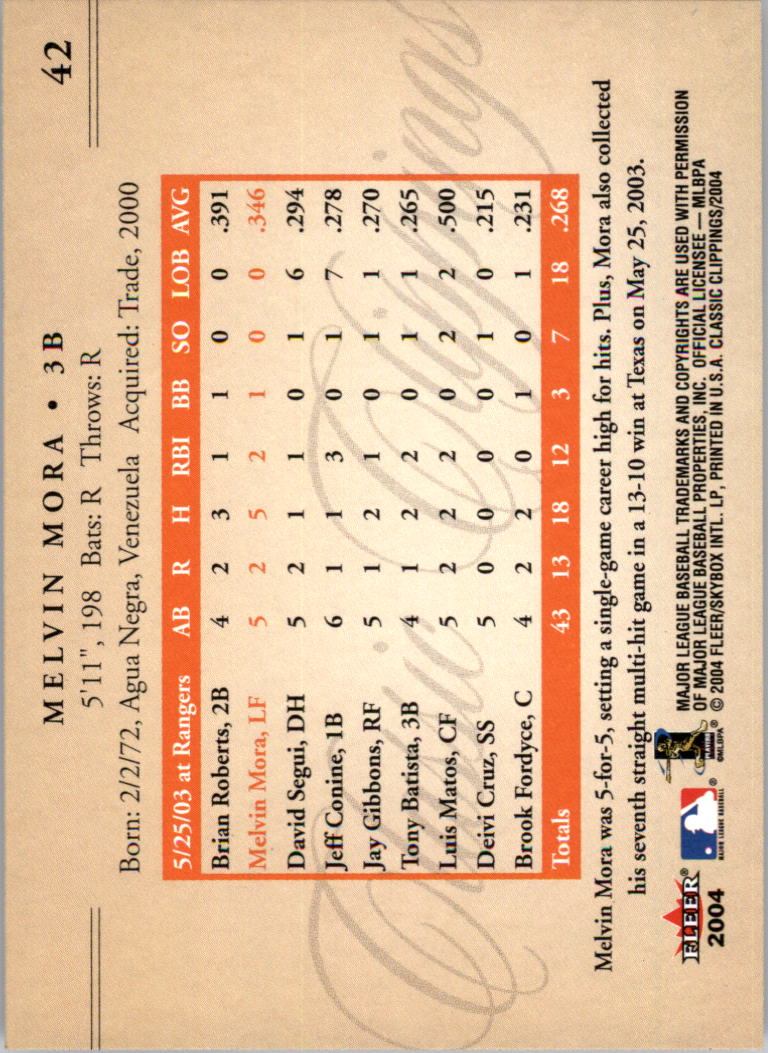 42
MELVIN MORA • 3B
5'11", 198 Bats: R Throws: R
Born: 2/2/72, Agua Negra, Venezuela Acquired: Trade, 2000
5/25/03 at Rangers AB R H RBI BB SO LOB AVG
Brian Roberts, 2B 4 2 3 1 1 0 0 .391
Melvin Mora, LF 5 2 5 2 1 0 0 .346
David Segui, DH 5 2 1 1 0 1 6 .294
Jeff Conine, 1B 6 1 1 3 0 1 7 .278
Jay Gibbons, RF 5 1 2 1 0 1 1 .270
Tony Batista, 3B 4 1 2 2 0 1 1 .265
Luis Matos, CF 5 2 2 2 0 2 2 .500
Deivi Cruz, SS 5 0 0 0 0 1 0 .215
Brook Fordyce, C 4 2 2 0 1 0 1 .231
Totals 43 13 18 12 3 7 18 .268
Classic Clippings
Melvin Mora was 5-for-5, setting a single-game career high for hits. Plus, Mora also collected
his seventh straight multi-hit game in a 13-10 win at Texas on May 25, 2003.
FLEER®
2004
MAJOR LEAGUE BASEBALL
®
©MLBPA
MAJOR LEAGUE BASEBALL TRADEMARKS AND COPYRIGHTS ARE USED WITH PERMISSION
OF MAJOR LEAGUE BASEBALL PROPERTIES, INC. OFFICIAL LICENSEE — MLBPA
© 2004 FLEER/SKYBOX INTL. LP, PRINTED IN U.S.A. CLASSIC CLIPPINGS/2004